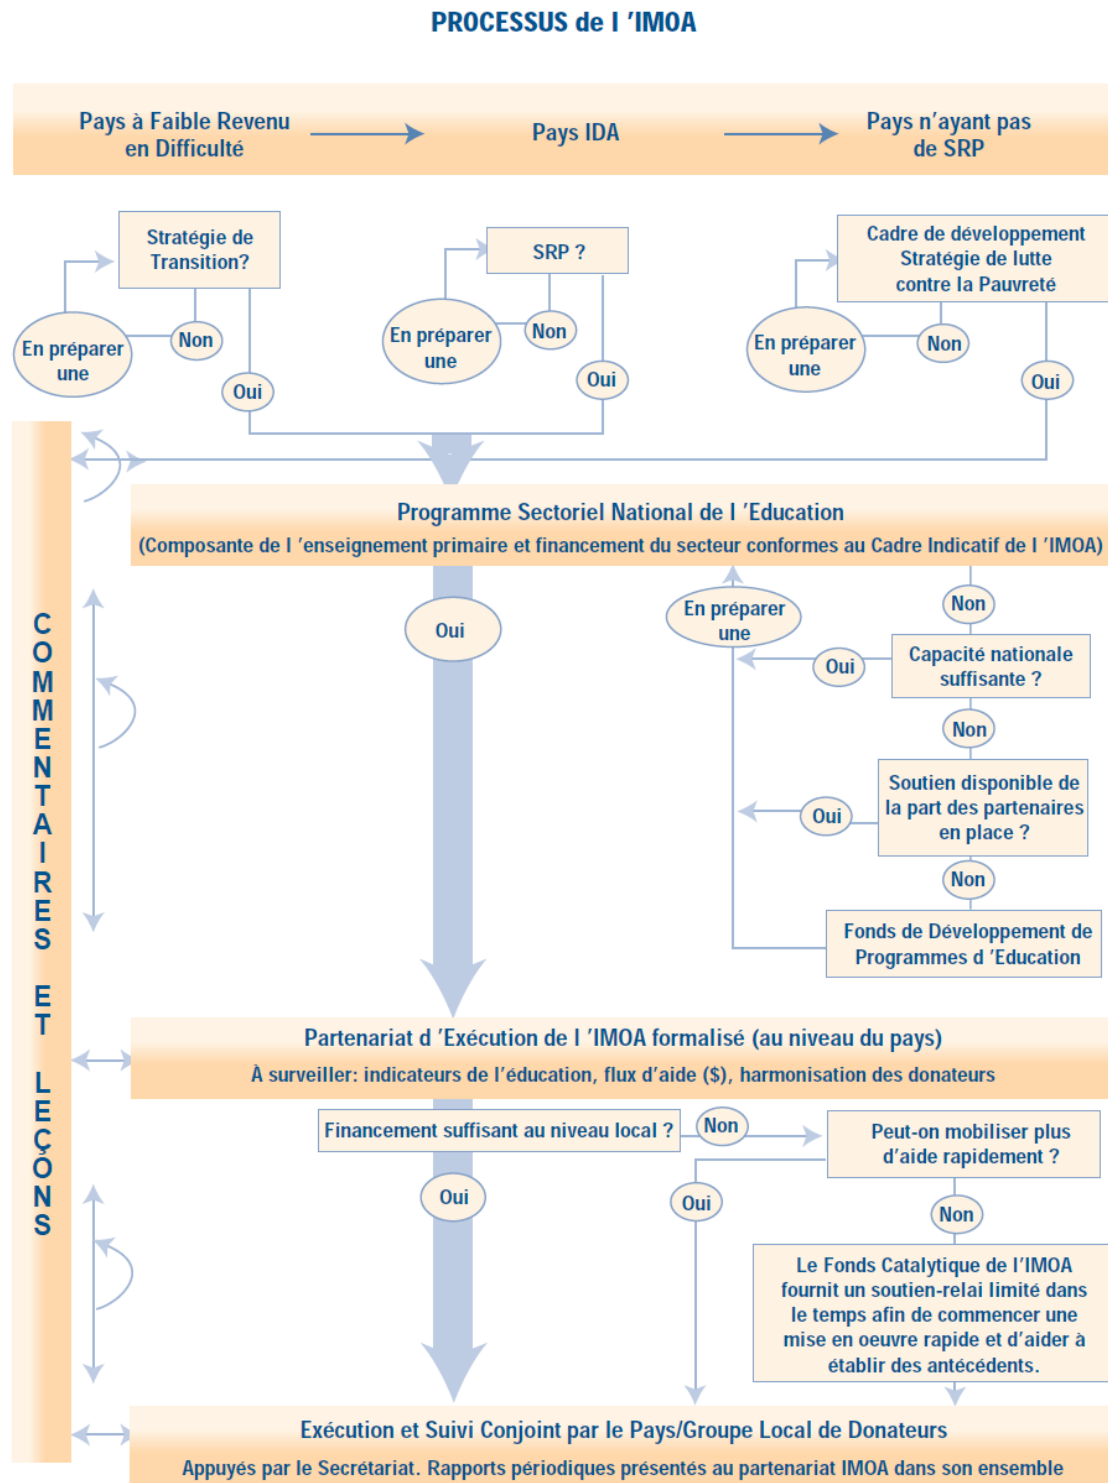 PROCESSUS de l 'IMOA
Pays à Faible Revenu
en Difficulté
Pays IDA
Pays n'ayant pas
de SRP
Stratégie de
Transition?
En préparer
une
Non
Oui
SRP ?
En préparer
une
Non
Oui
Cadre de développement
Stratégie de lutte
contre la Pauvreté
En préparer
une
Non
Oui
COMMENTAIRES ET LEÇONS
Programme Sectoriel National de l 'Education
(Composante de l 'enseignement primaire et financement du secteur conformes au Cadre Indicatif de l 'IMOA)
Oui
En préparer
une
Non
Capacité nationale
suffisante ?
Oui
Non
Soutien disponible de
la part des partenaires
en place ?
Oui
Non
Fonds de Développement de
Programmes d 'Education
Partenariat d 'Exécution de l 'IMOA formalisé (au niveau du pays)
À surveiller: indicateurs de l'éducation, flux d'aide ($), harmonisation des donateurs
Financement suffisant au niveau local ?
Non
Peut-on mobiliser plus
d'aide rapidement ?
Oui
Oui
Non
Le Fonds Catalytique de l'IMOA
fournit un soutien-relai limité dans
le temps afin de commencer une
mise en oeuvre rapide et d'aider à
établir des antécédents.
Exécution et Suivi Conjoint par le Pays/Groupe Local de Donateurs
Appuyés par le Secrétariat. Rapports périodiques présentés au partenariat IMOA dans son ensemble